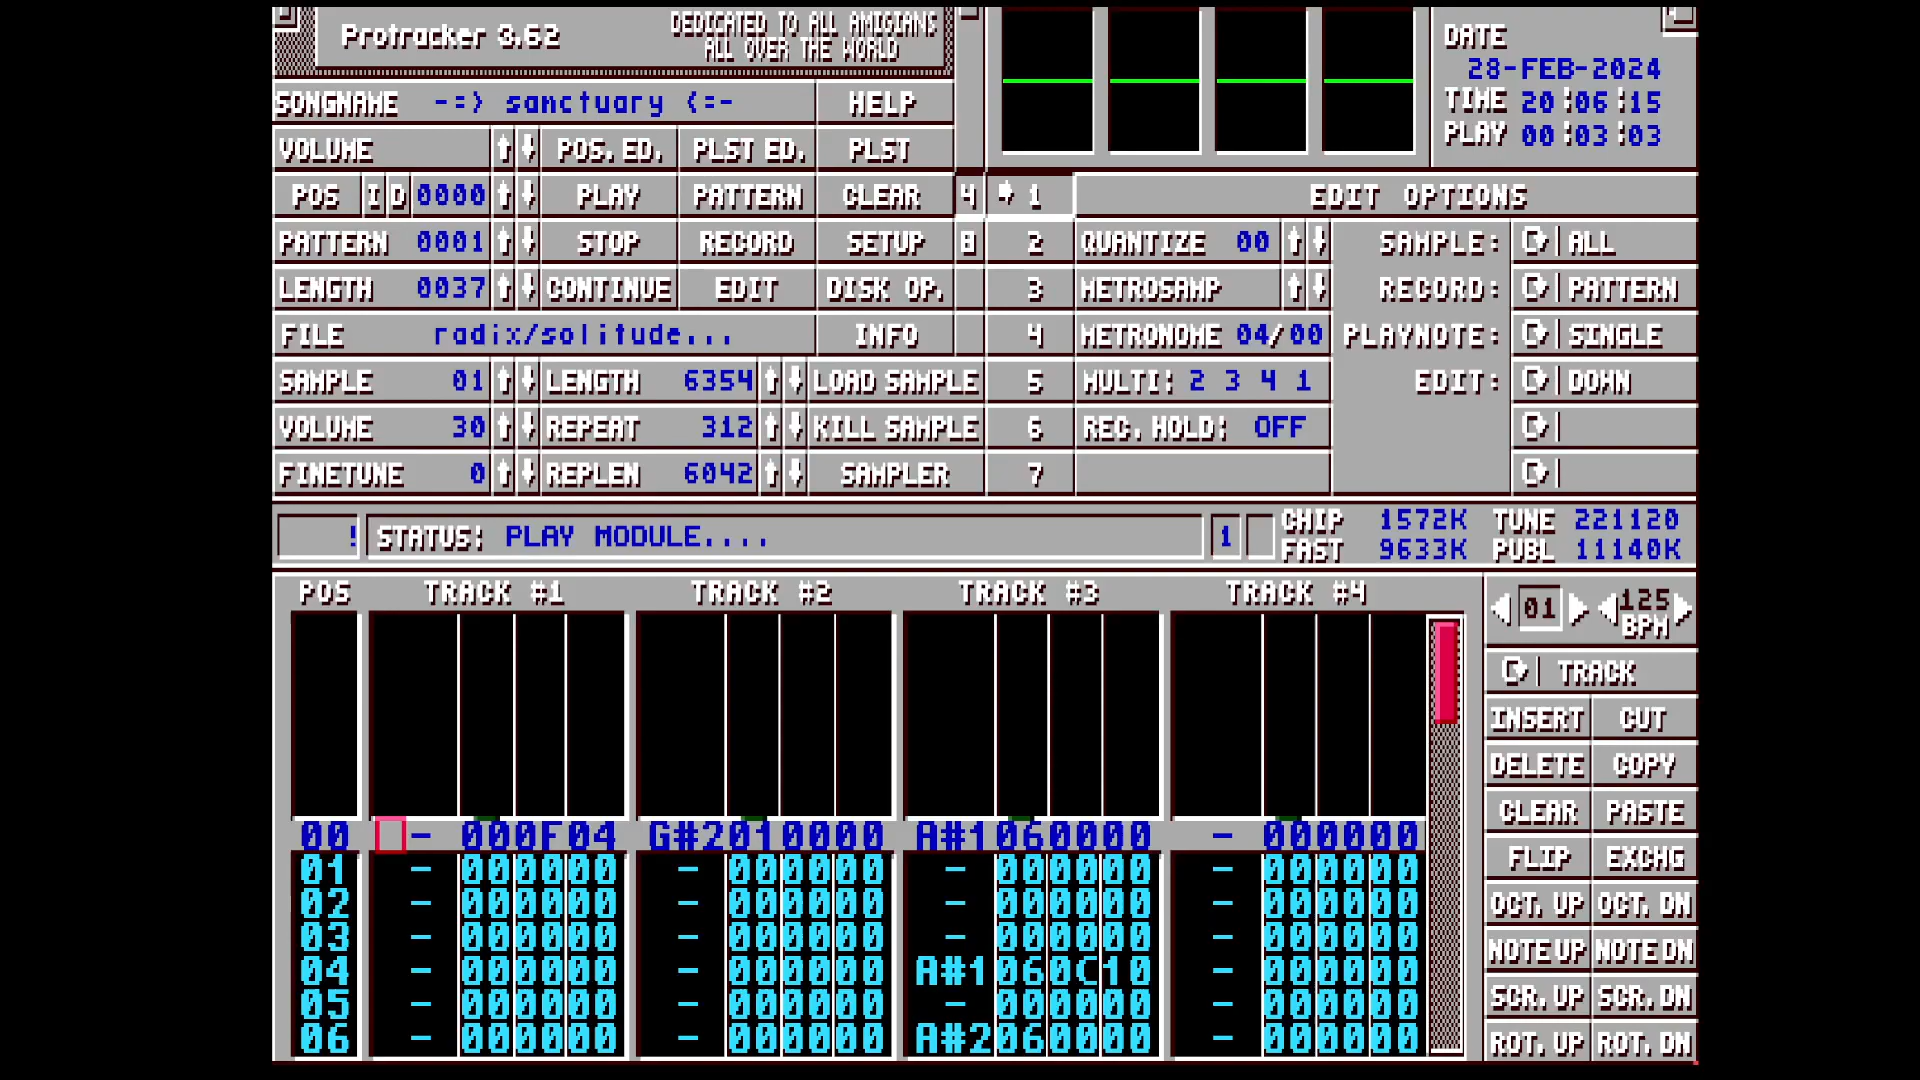 Protracker 3.62
DEDICATED TO ALL AMIGIANS
ALL OVER THE WORLD
DATE
28-FEB-2024
TIME 20:06:15
PLAY 00:03:03
SONGNAME -=> sanctuary <=- HELP
VOLUME POS. ED. PLST ED. PLST
POS I D 0000 PLAY PATTERN CLEAR 4 1 EDIT OPTIONS
PATTERN 0001 STOP RECORD SETUP 8 2 QUANTIZE 00 SAMPLE: ALL
LENGTH 0037 CONTINUE EDIT DISK OP. 3 METROSAMP RECORD: PATTERN
FILE radix/solitude... INFO 4 METRONOME 04/00 PLAYNOTE: SINGLE
SAMPLE 01 LENGTH 6354 LOAD SAMPLE 5 MULTI: 2 3 4 1 EDIT: DOWN
VOLUME 30 REPEAT 312 KILL SAMPLE 6 REC. HOLD: OFF
FINETUNE 0 REPLEN 6042 SAMPLER 7
! STATUS: PLAY MODULE.... 1 CHIP 1572K TUNE 221120
FAST 9633K PUBL 11140K
POS TRACK #1 TRACK #2 TRACK #3 TRACK #4
01 125 BPM
TRACK
INSERT CUT
DELETE COPY
CLEAR PASTE
FLIP EXCHG
OCT. UP OCT. DN
NOTE UP NOTE DN
SCR. UP SCR. DN
ROT. UP ROT. DN
00 - 000F04 G#2010000 A#1060000 - 000000
01 - 000000 - 000000 - 000000 - 000000
02 - 000000 - 000000 - 000000 - 000000
03 - 000000 - 000000 - 000000 - 000000
04 - 000000 - 000000 A#1060C10 - 000000
05 - 000000 - 000000 - 000000 - 000000
06 - 000000 - 000000 A#2060000 - 000000